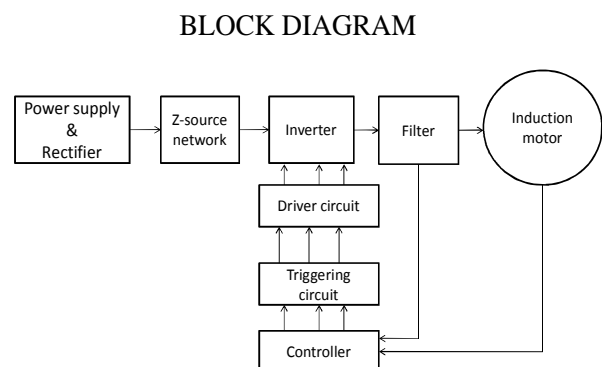 BLOCK DIAGRAM
Power supply
&
Rectifier
Z-source
network
Inverter
Filter
Induction
motor
Driver circuit
Triggering
circuit
Controller